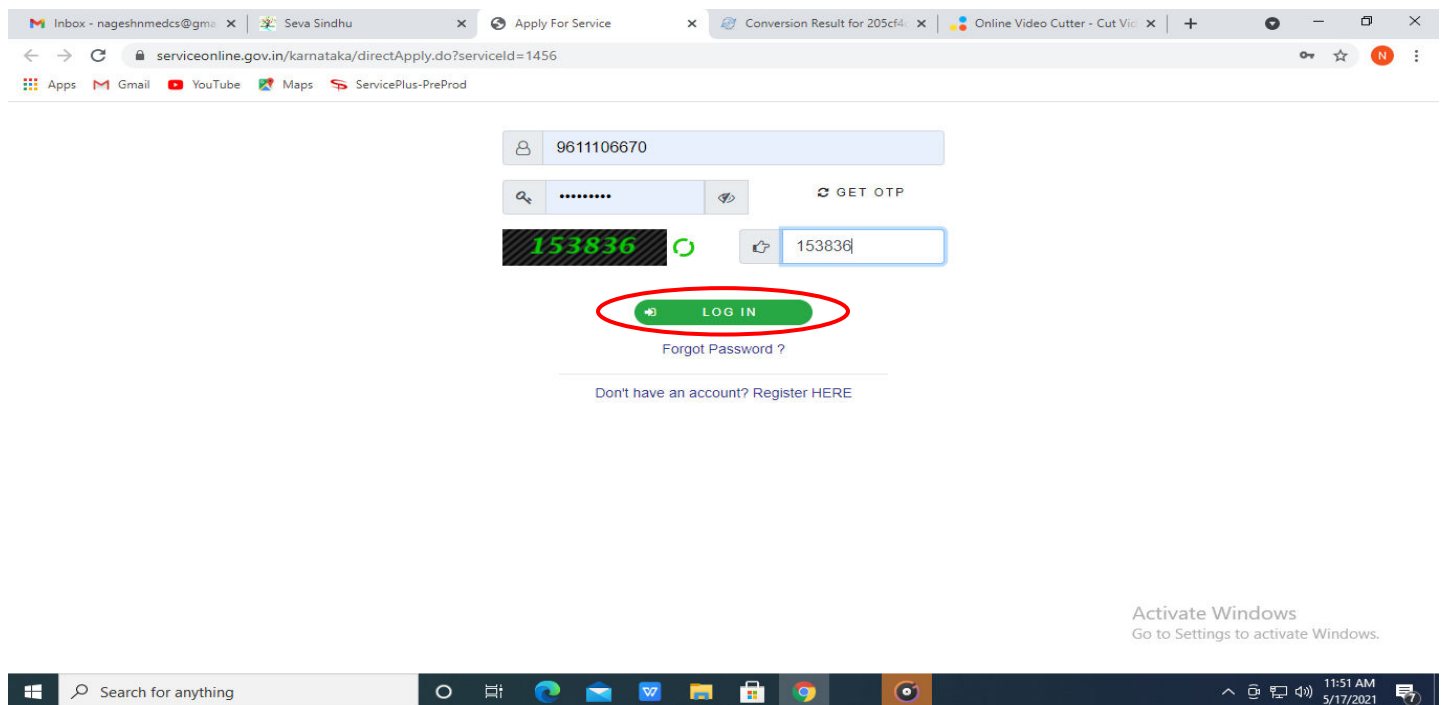 Inbox - nageshnmedcs@gma
Seva Sindhu
Apply For Service
Conversion Result for 205cf4
Online Video Cutter - Cut Vid
serviceonline.gov.in/karnataka/directApply.do?serviceId=1456
N
Apps
Gmail
YouTube
Maps
ServicePlus-PreProd
9611106670
•••••••••
GET OTP
153836
153836
LOG IN
Forgot Password ?
Don't have an account? Register HERE
Activate Windows
Go to Settings to activate Windows.
Search for anything
11:51 AM
5/17/2021
7